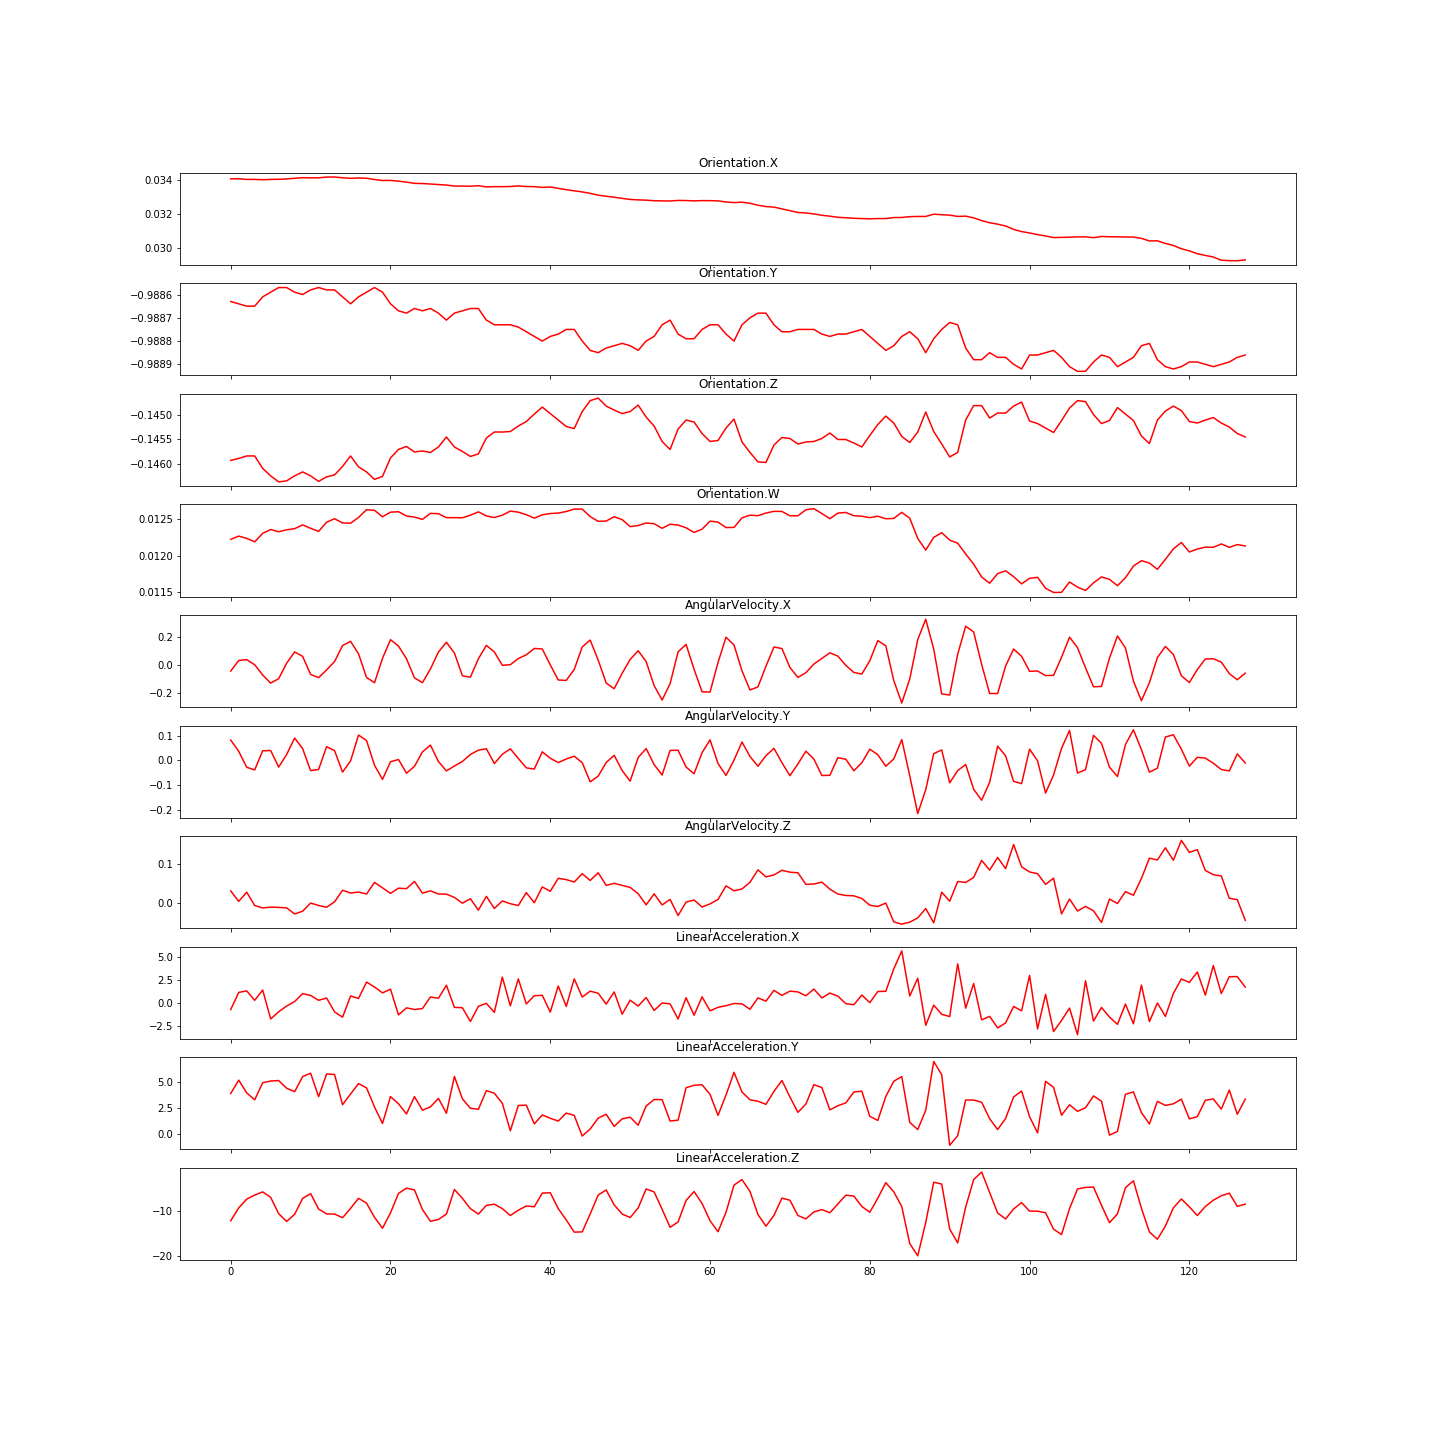 Orientation.X
0.034
0.032
0.030
Orientation.Y
−0.9886
−0.9887
−0.9888
−0.9889
Orientation.Z
−0.1450
−0.1455
−0.1460
Orientation.W
0.0125
0.0120
0.0115
AngularVelocity.X
0.2
0.0
−0.2
AngularVelocity.Y
0.1
0.0
−0.1
−0.2
AngularVelocity.Z
0.1
0.0
LinearAcceleration.X
5.0
2.5
0.0
−2.5
LinearAcceleration.Y
5.0
2.5
0.0
LinearAcceleration.Z
−10
−20
0 20 40 60 80 100 120